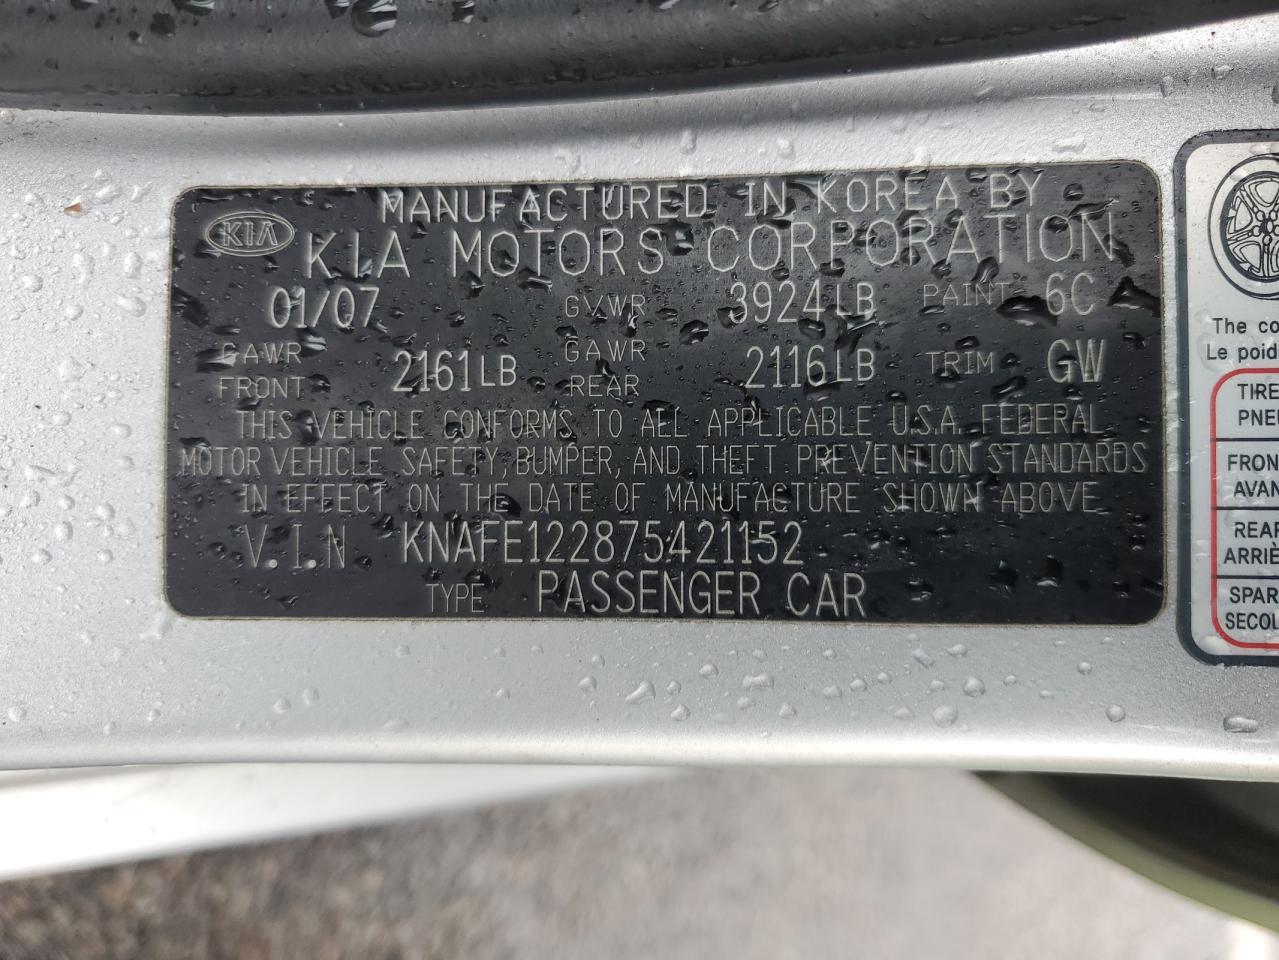 MANUFACTURED IN KOREA BY
KIA
KIA MOTORS CORPORATION
01/07 GVWR 3924LB PAINT 6C
GAWR FRONT 2161LB GAWR REAR 2116LB TRIM GW
THIS VEHICLE CONFORMS TO ALL APPLICABLE U.S.A. FEDERAL
MOTOR VEHICLE SAFETY, BUMPER, AND THEFT PREVENTION STANDARDS
IN EFFECT ON THE DATE OF MANUFACTURE SHOWN ABOVE
V.I.N KNAFE122875421152
TYPE PASSENGER CAR
The co
Le poids
TIRE
PNEU
FRON
AVAN
REAR
ARRIÈ
SPAR
SECOU